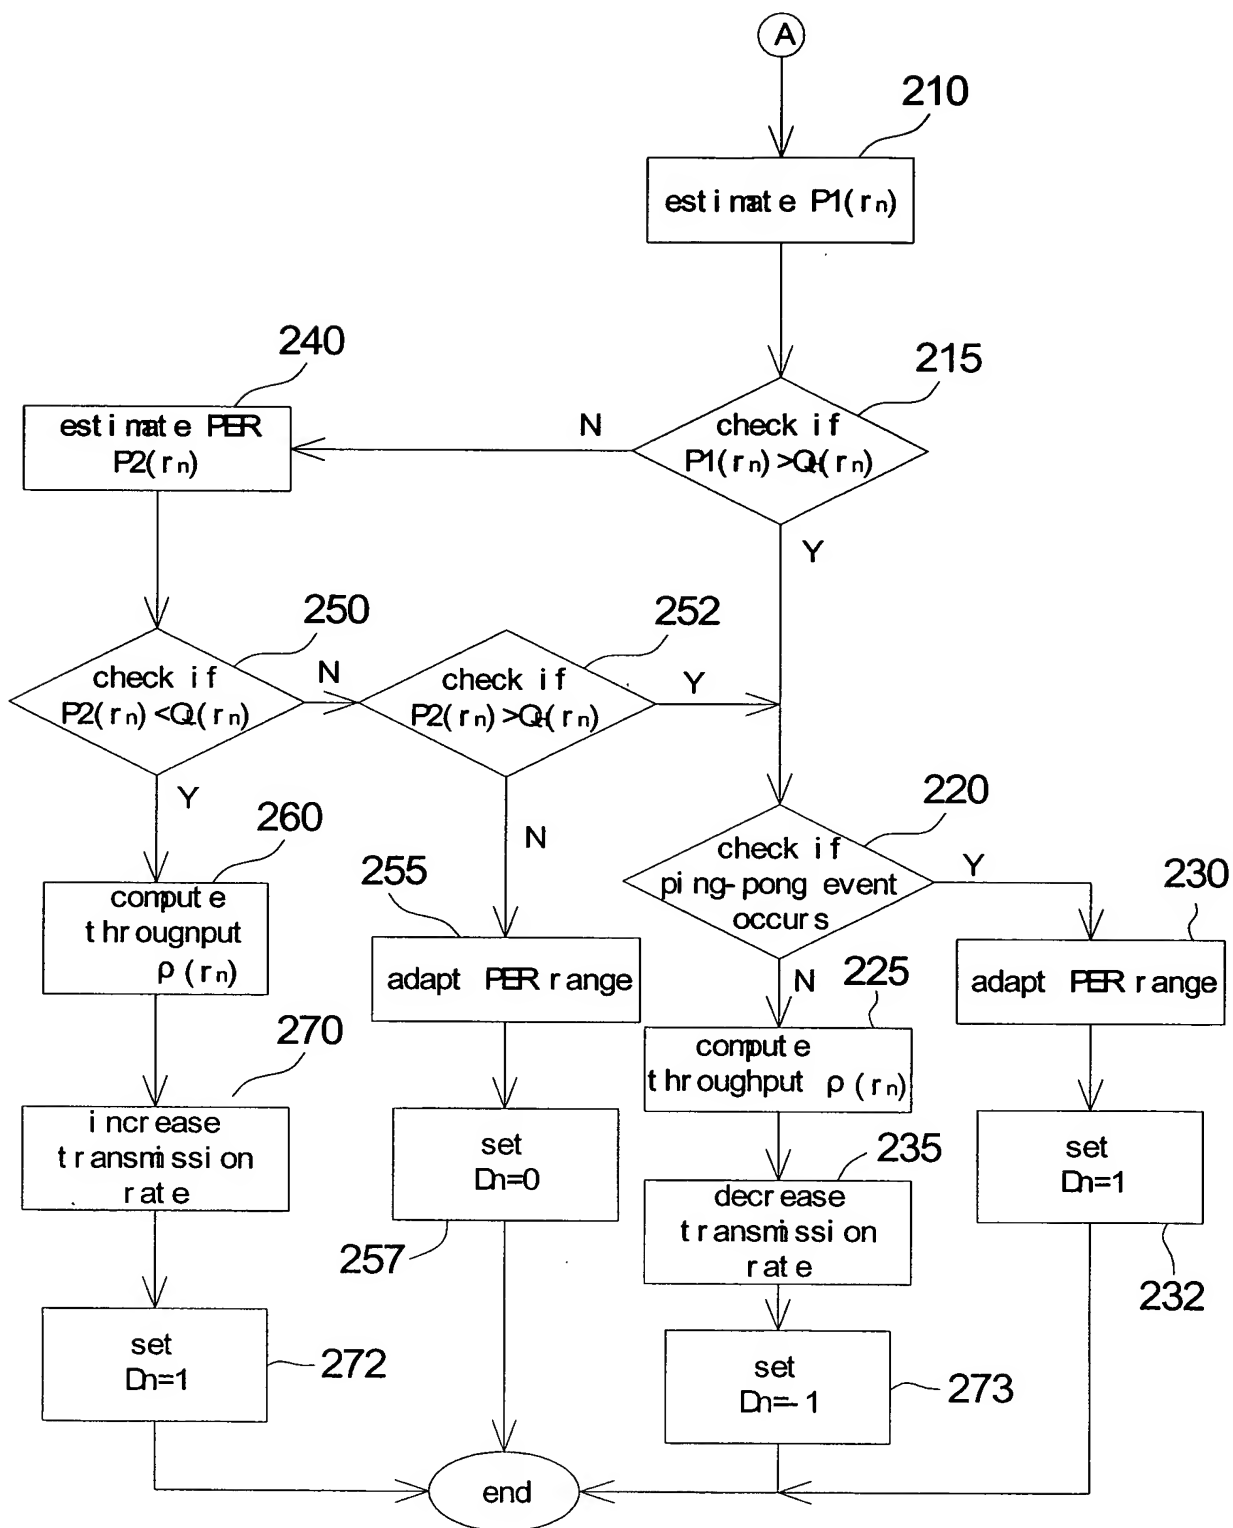 A
210
estimate P1(rn)
240
215
estimate PER
P2(rn)
N
check if
P1(rn)>QH(rn)
Y
250
252
check if
P2(rn)<QL(rn)
N
check if
P2(rn)>QH(rn)
Y
Y
N
220
check if
ping-pong event
occurs
Y
N
260
compute
througnput
ρ(rn)
255
adapt PER range
225
compute
throughput ρ(rn)
230
adapt PER range
270
increase
transmission
rate
set
Dn=0
257
235
decrease
transmission
rate
set
Dn=1
232
set
Dn=1
272
set
Dn=-1
273
end